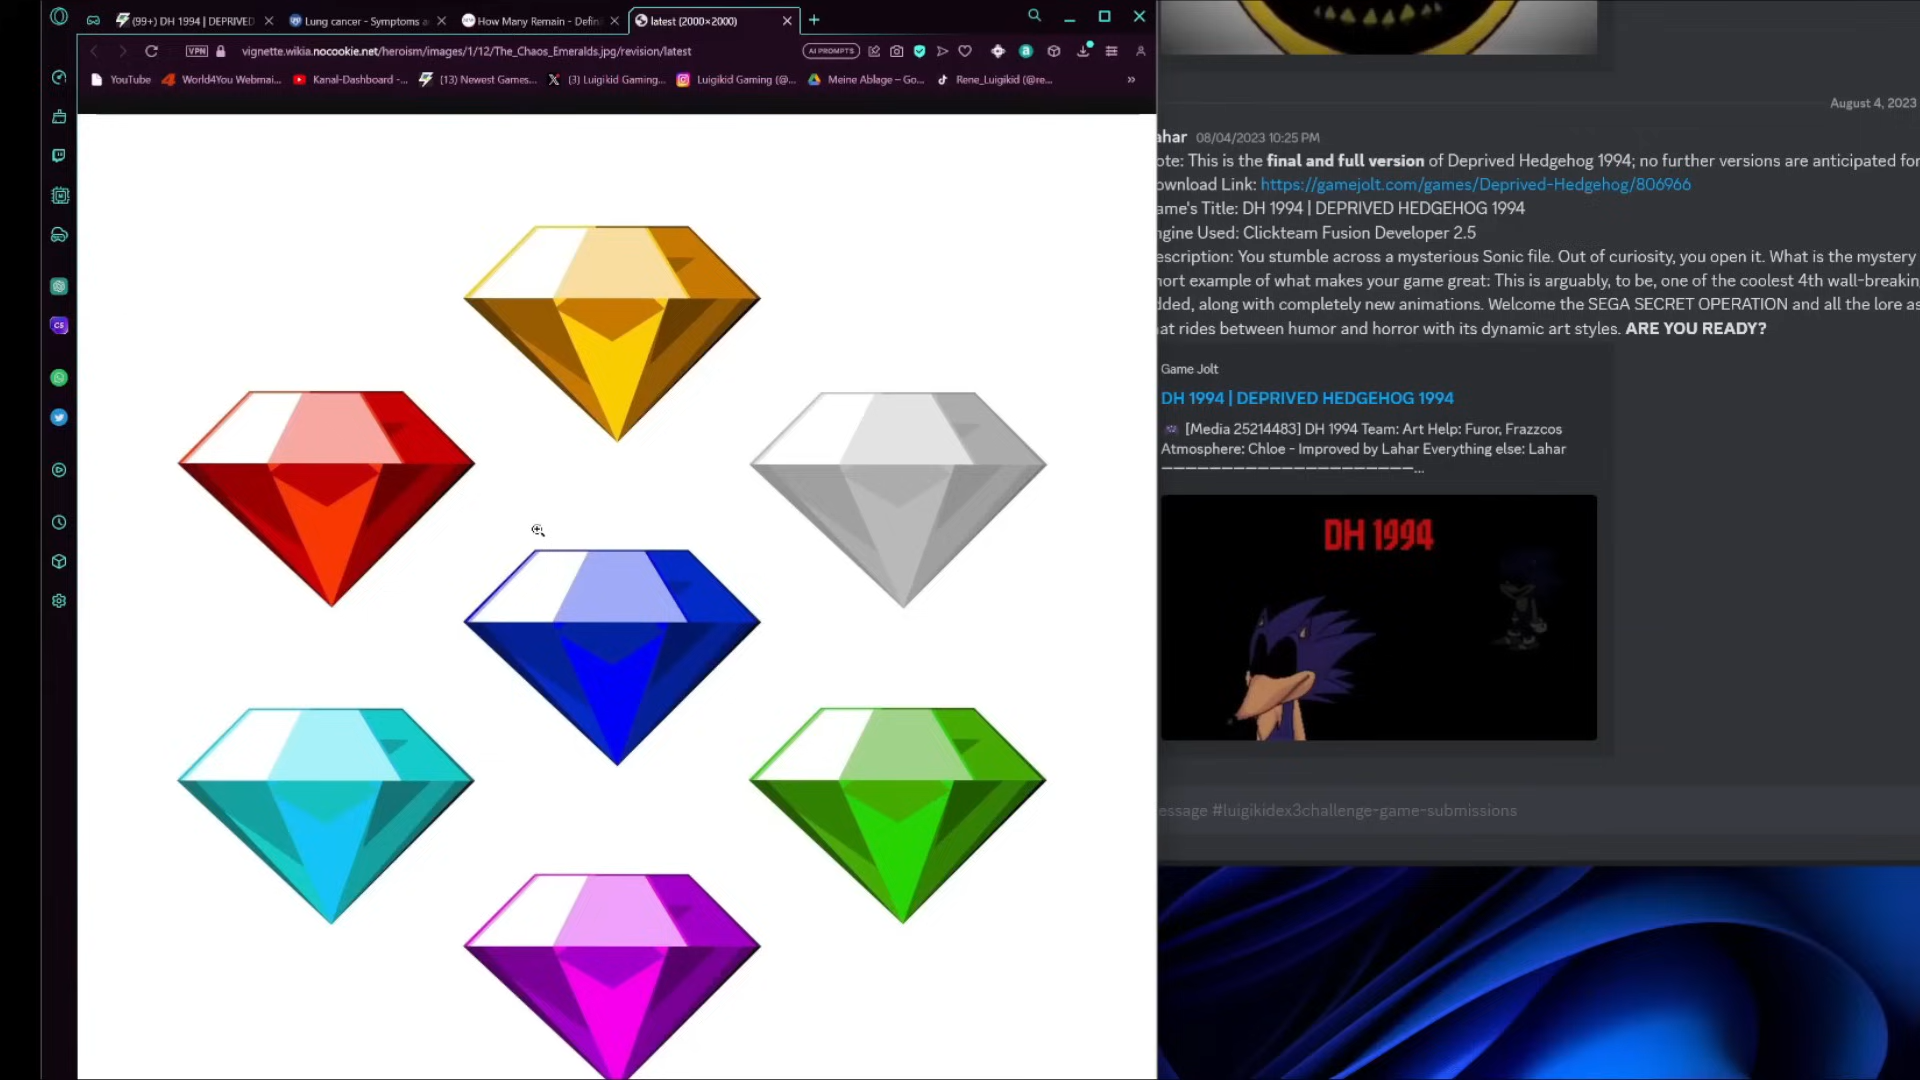 (99+) DH 1994 | DEPRIVED
Lung cancer - Symptoms a
How Many Remain - Defin
latest (2000×2000)
VPN
vignette.wikia.nocookie.net/heroism/images/1/12/The_Chaos_Emeralds.jpg/revision/latest
AI PROMPTS
YouTube
World4You Webmai...
Kanal-Dashboard -...
(13) Newest Games...
(3) Luigikid Gaming...
Luigikid Gaming (@...
Meine Ablage – Go...
Rene_Luigikid (@re...
»
CS
August 4, 2023
ahar 08/04/2023 10:25 PM
ote: This is the final and full version of Deprived Hedgehog 1994; no further versions are anticipated for
ownload Link: https://gamejolt.com/games/Deprived-Hedgehog/806966
ame's Title: DH 1994 | DEPRIVED HEDGEHOG 1994
ngine Used: Clickteam Fusion Developer 2.5
escription: You stumble across a mysterious Sonic file. Out of curiosity, you open it. What is the mystery
hort example of what makes your game great: This is arguably, to be, one of the coolest 4th wall-breaking
dded, along with completely new animations. Welcome the SEGA SECRET OPERATION and all the lore as
at rides between humor and horror with its dynamic art styles. ARE YOU READY?
Game Jolt
DH 1994 | DEPRIVED HEDGEHOG 1994
[Media 25214483] DH 1994 Team: Art Help: Furor, Frazzcos
Atmosphere: Chloe - Improved by Lahar Everything else: Lahar
—————————————————————...
DH 1994
essage #luigikidex3challenge-game-submissions